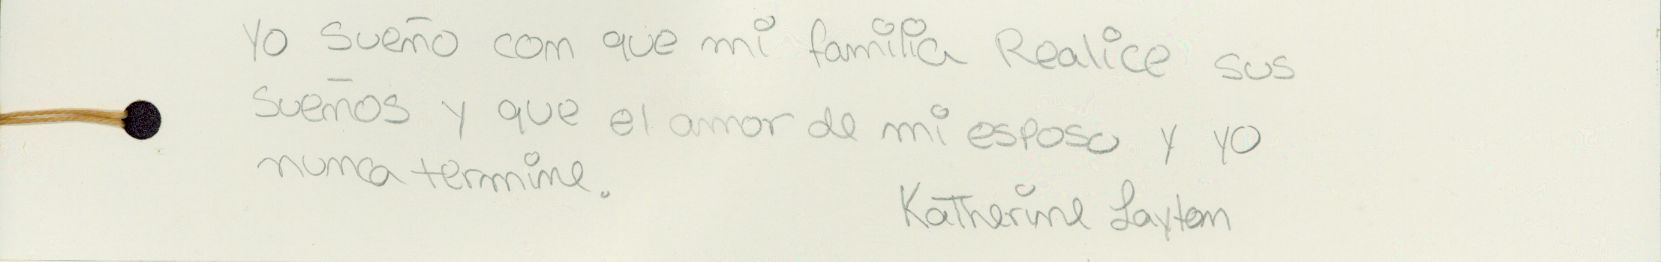 Yo sueño con que mi familia Realice sus
sueños y que el amor de mi esposo y yo
nunca termine.
Katherine Layton